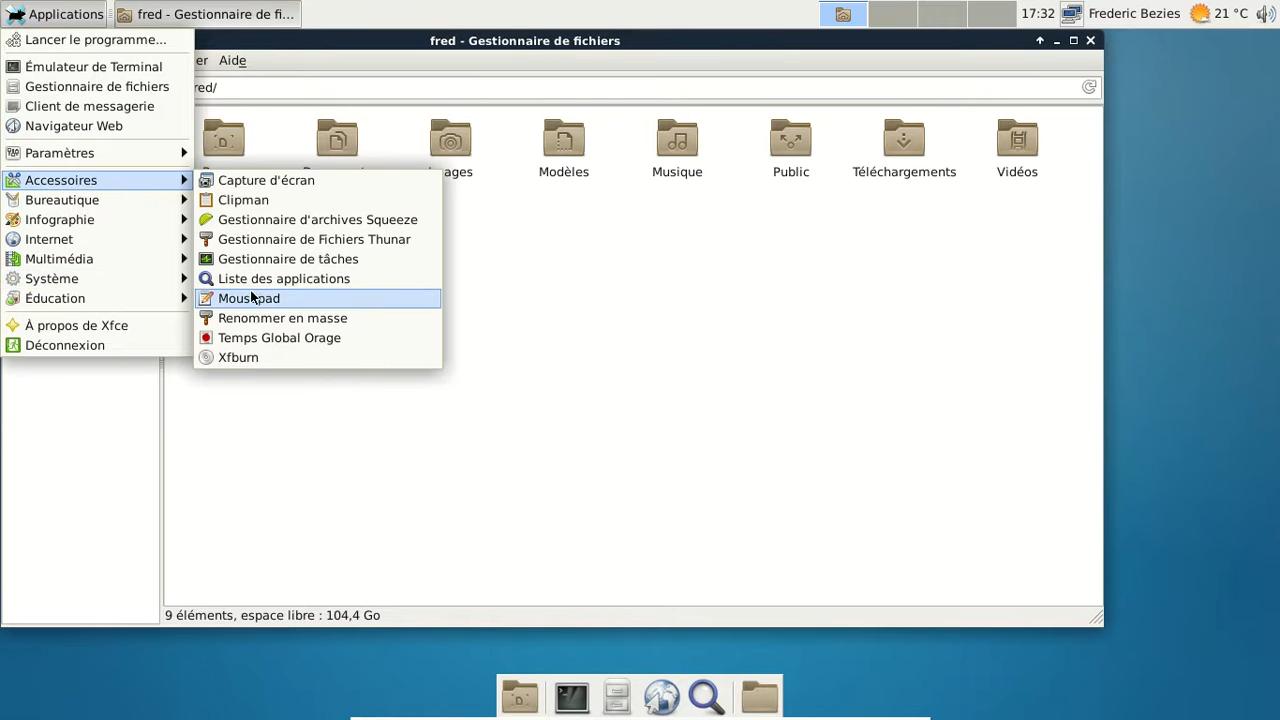 Applications
fred - Gestionnaire de fi...
17:32
Frederic Bezies
21 °C
Lancer le programme...
Émulateur de Terminal
Gestionnaire de fichiers
Client de messagerie
Navigateur Web
Paramètres
Accessoires
Bureautique
Infographie
Internet
Multimédia
Système
Éducation
À propos de Xfce
Déconnexion
fred - Gestionnaire de fichiers
er Aide
red/
Modèles
Musique
Public
Téléchargements
Vidéos
Capture d'écran
Clipman
Gestionnaire d'archives Squeeze
Gestionnaire de Fichiers Thunar
Gestionnaire de tâches
Liste des applications
Mousepad
Renommer en masse
Temps Global Orage
Xfburn
9 éléments, espace libre : 104,4 Go